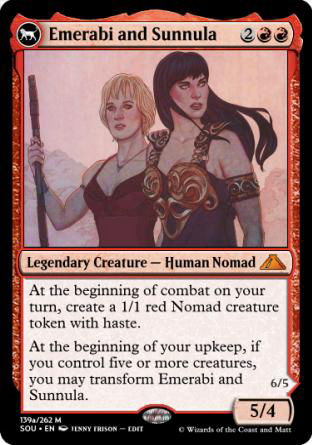 Emerabi and Sunnula 2
Legendary Creature — Human Nomad
At the beginning of combat on your
turn, create a 1/1 red Nomad creature
token with haste.
At the beginning of your upkeep, if
you control five or more creatures,
you may transform Emerabi and
Sunnula.
6/5
5/4
139a/262 M
SOU • EN JENNY FRISON — EDIT
© Wizards of the Coast and Matt